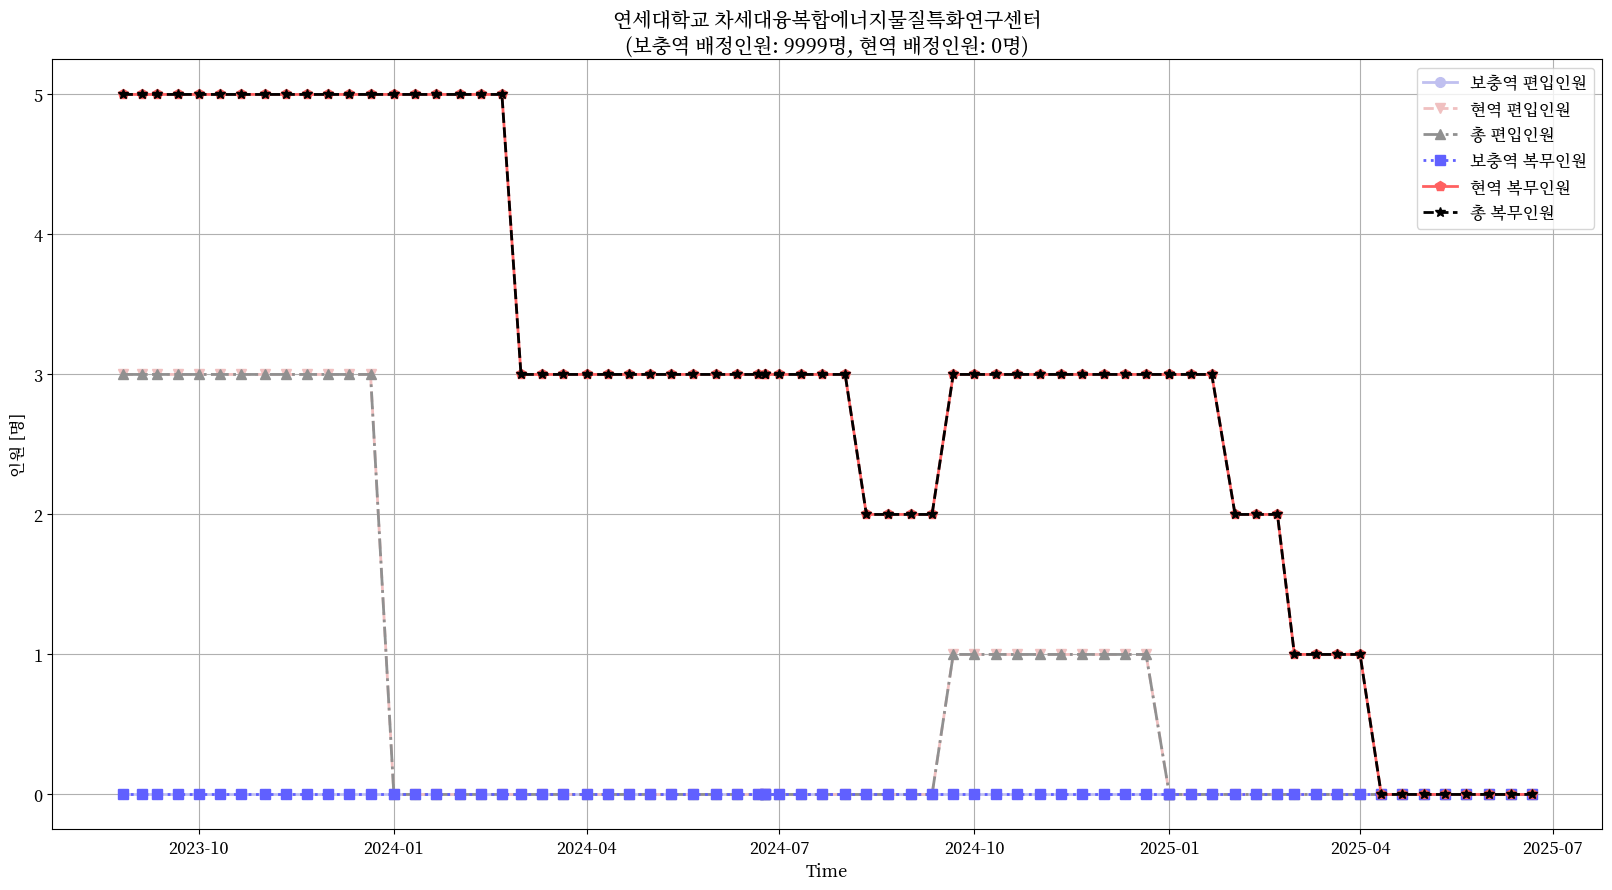 연세대학교 차세대융복합에너지물질특화연구센터
(보충역 배정인원: 9999명, 현역 배정인원: 0명)
보충역 편입인원
현역 편입인원
총 편입인원
보충역 복무인원
현역 복무인원
총 복무인원
인원 [명]
5
4
3
2
1
0
2023-10
2024-01
2024-04
2024-07
2024-10
2025-01
2025-04
2025-07
Time